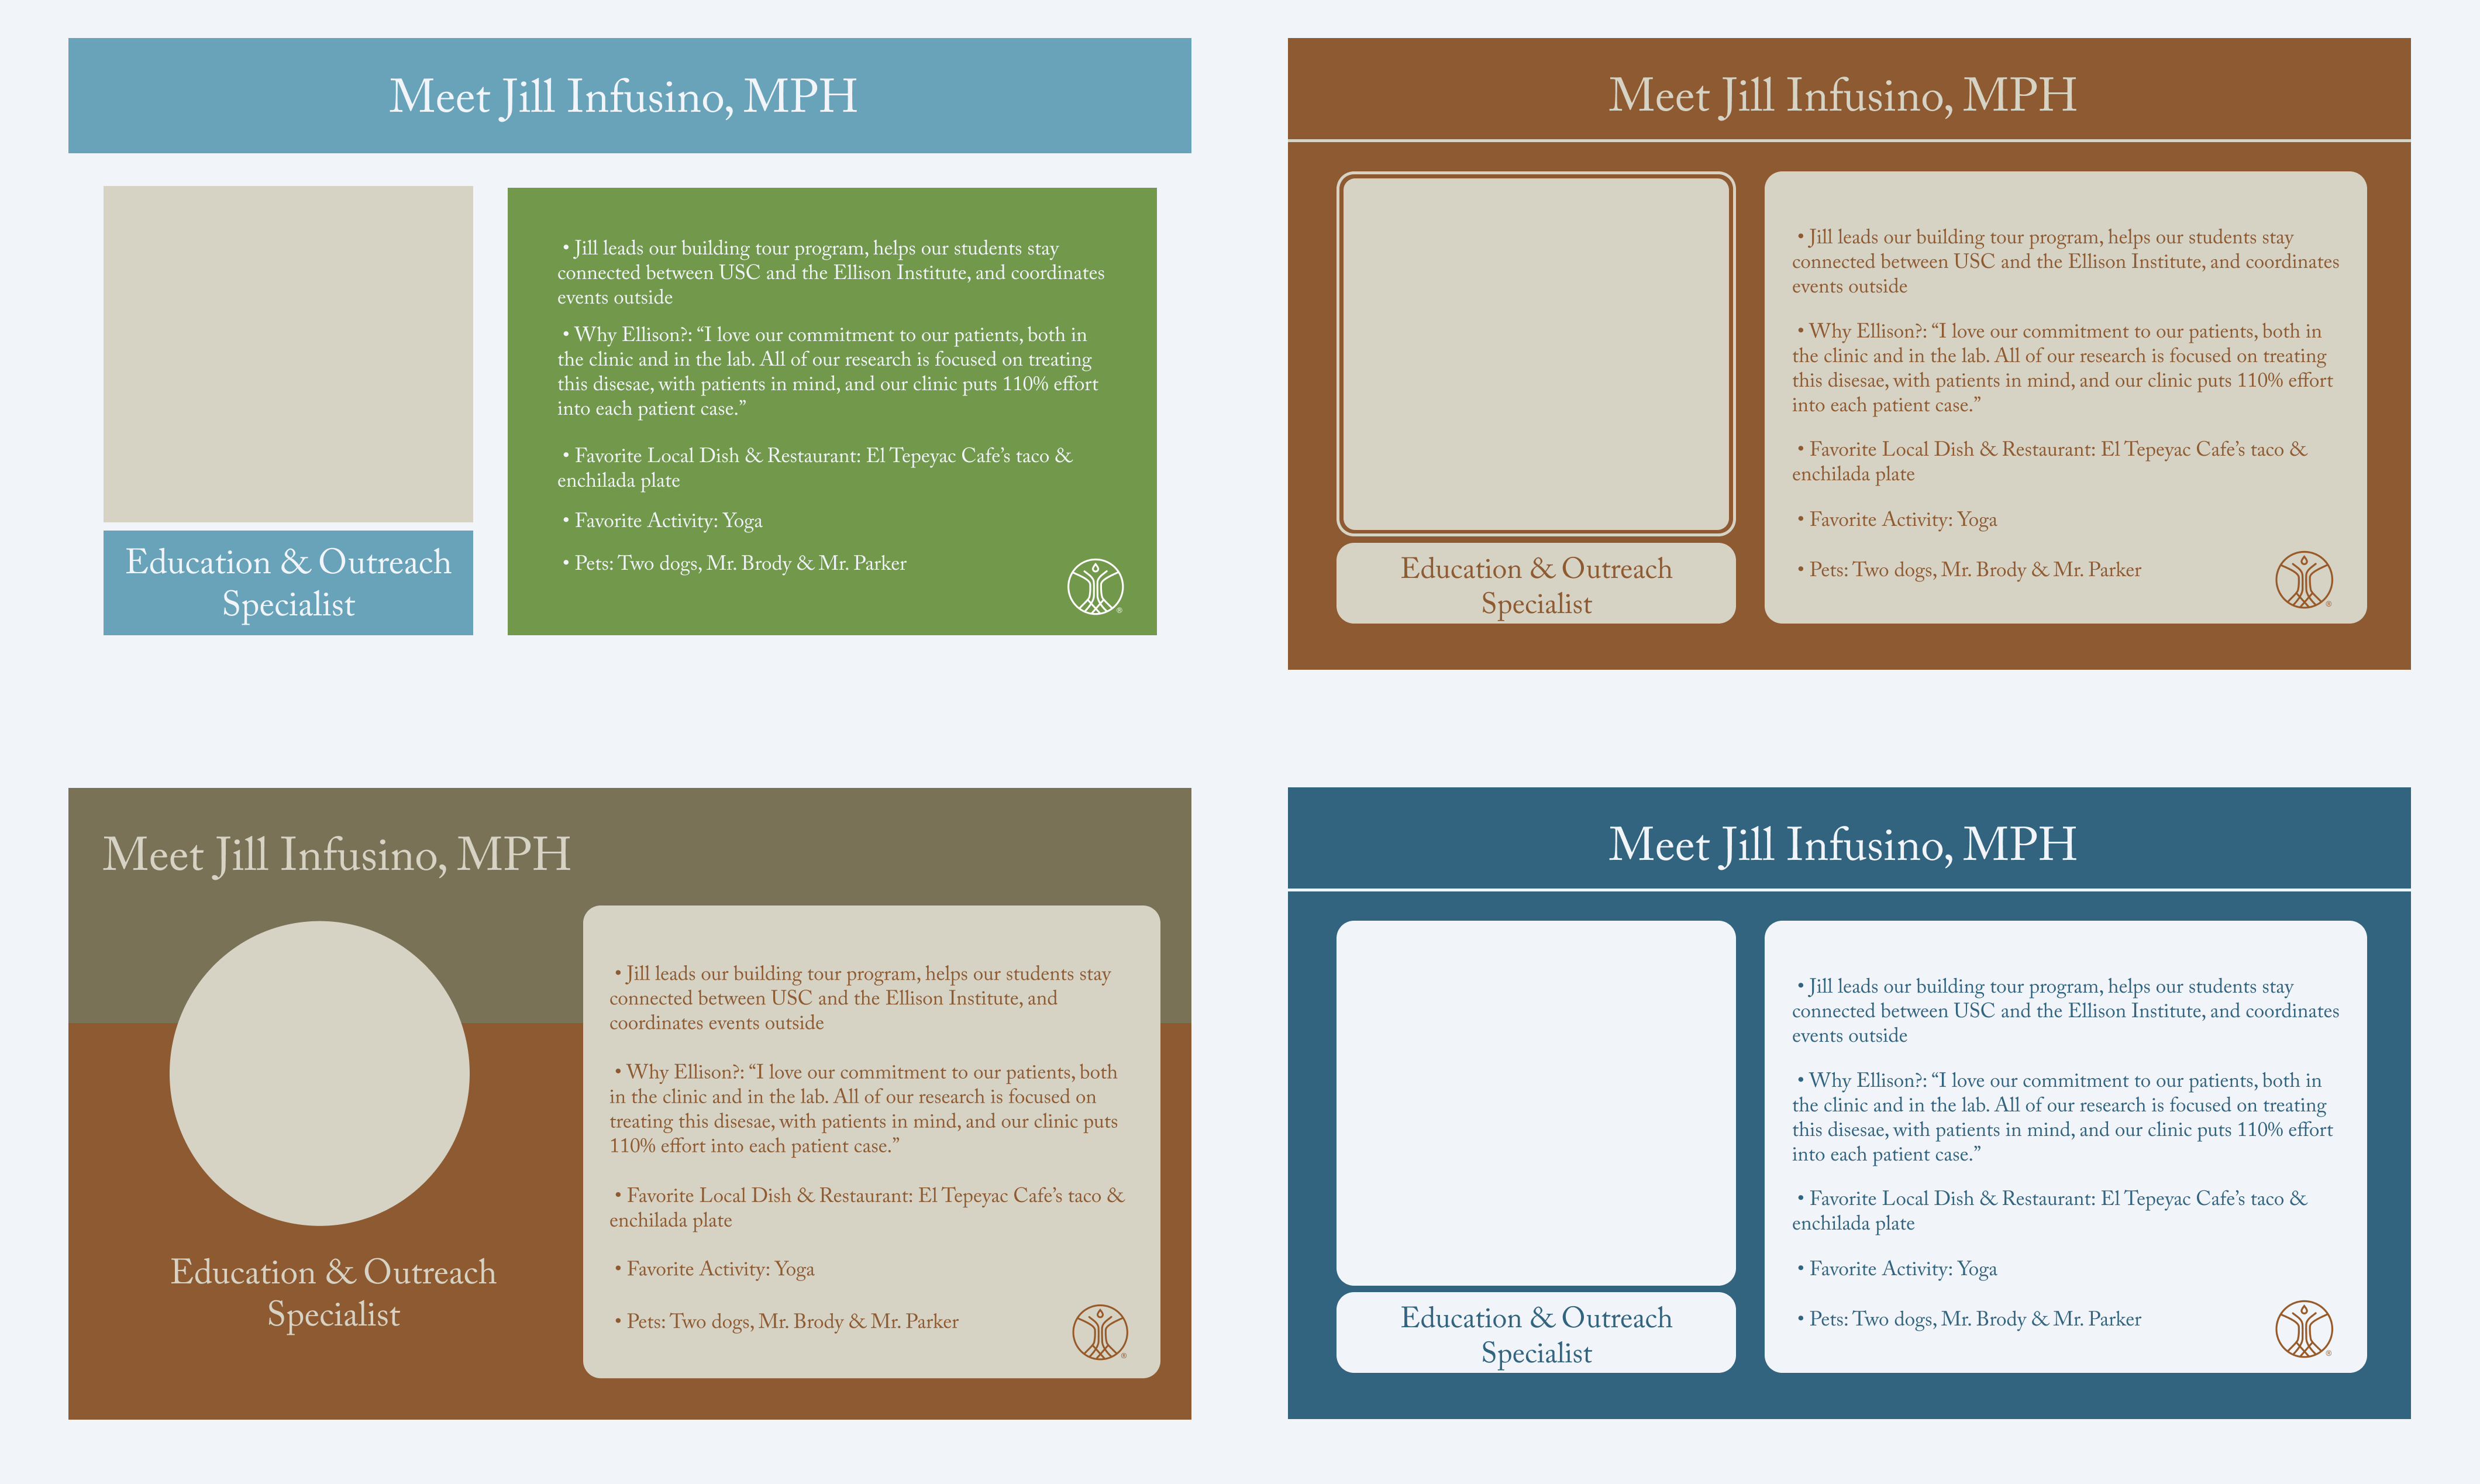 Meet Jill Infusino, MPH
Education & Outreach
Specialist
• Jill leads our building tour program, helps our students stay
connected between USC and the Ellison Institute, and coordinates
events outside
• Why Ellison?: “I love our commitment to our patients, both in
the clinic and in the lab. All of our research is focused on treating
this disesae, with patients in mind, and our clinic puts 110% effort
into each patient case.”
• Favorite Local Dish & Restaurant: El Tepeyac Cafe’s taco &
enchilada plate
• Favorite Activity: Yoga
• Pets: Two dogs, Mr. Brody & Mr. Parker
®
Meet Jill Infusino, MPH
Education & Outreach
Specialist
• Jill leads our building tour program, helps our students stay
connected between USC and the Ellison Institute, and coordinates
events outside
• Why Ellison?: “I love our commitment to our patients, both in
the clinic and in the lab. All of our research is focused on treating
this disesae, with patients in mind, and our clinic puts 110% effort
into each patient case.”
• Favorite Local Dish & Restaurant: El Tepeyac Cafe’s taco &
enchilada plate
• Favorite Activity: Yoga
• Pets: Two dogs, Mr. Brody & Mr. Parker
®
Meet Jill Infusino, MPH
Education & Outreach
Specialist
• Jill leads our building tour program, helps our students stay
connected between USC and the Ellison Institute, and
coordinates events outside
• Why Ellison?: “I love our commitment to our patients, both
in the clinic and in the lab. All of our research is focused on
treating this disesae, with patients in mind, and our clinic puts
110% effort into each patient case.”
• Favorite Local Dish & Restaurant: El Tepeyac Cafe’s taco &
enchilada plate
• Favorite Activity: Yoga
• Pets: Two dogs, Mr. Brody & Mr. Parker
®
Meet Jill Infusino, MPH
Education & Outreach
Specialist
• Jill leads our building tour program, helps our students stay
connected between USC and the Ellison Institute, and coordinates
events outside
• Why Ellison?: “I love our commitment to our patients, both in
the clinic and in the lab. All of our research is focused on treating
this disesae, with patients in mind, and our clinic puts 110% effort
into each patient case.”
• Favorite Local Dish & Restaurant: El Tepeyac Cafe’s taco &
enchilada plate
• Favorite Activity: Yoga
• Pets: Two dogs, Mr. Brody & Mr. Parker
®